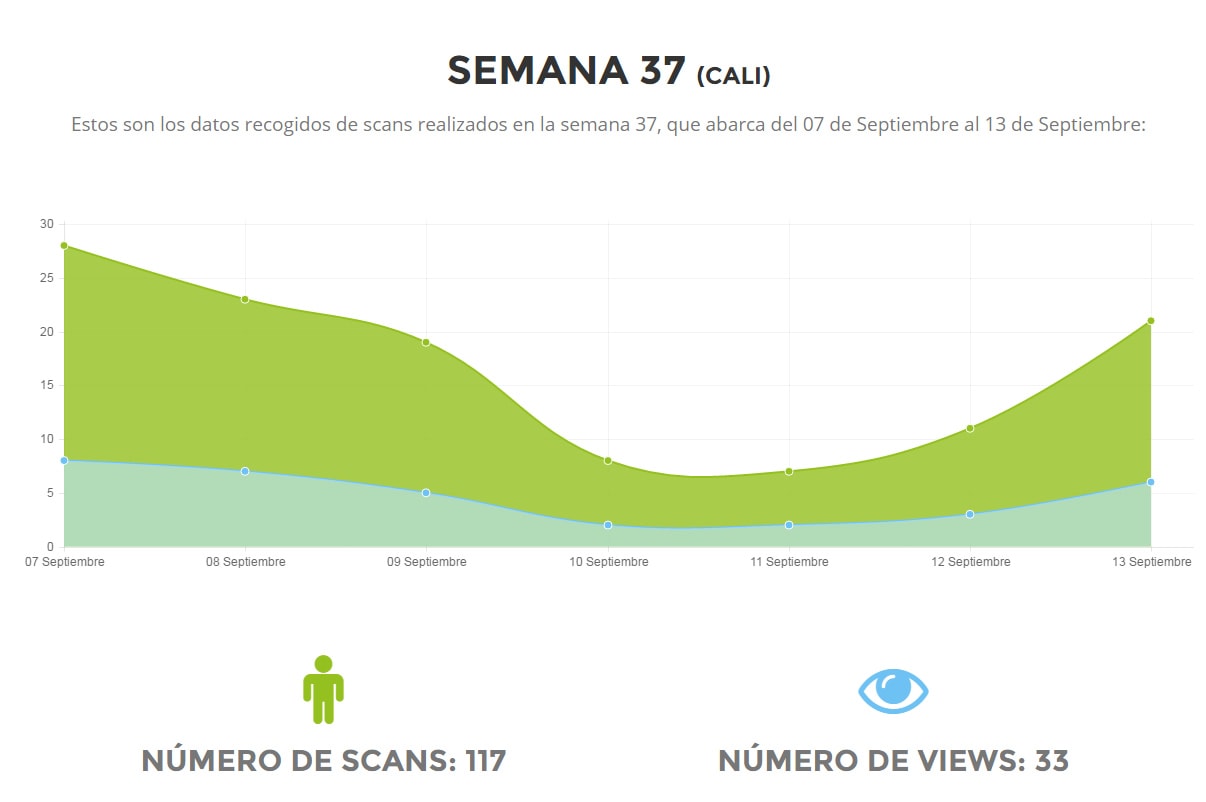 SEMANA 37 (CALI)
Estos son los datos recogidos de scans realizados en la semana 37, que abarca del 07 de Septiembre al 13 de Septiembre:
30
25
20
15
10
5
0
07 Septiembre 08 Septiembre 09 Septiembre 10 Septiembre 11 Septiembre 12 Septiembre 13 Septiembre
NÚMERO DE SCANS: 117 NÚMERO DE VIEWS: 33